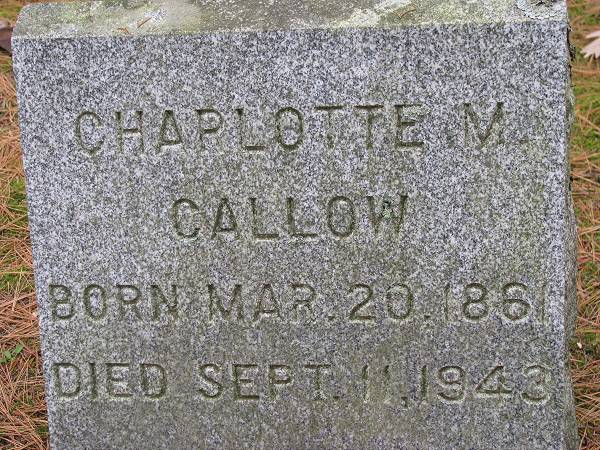 CHARLOTTE M.
CALLOW
BORN MAR. 20, 1861
DIED SEPT. 11, 1943